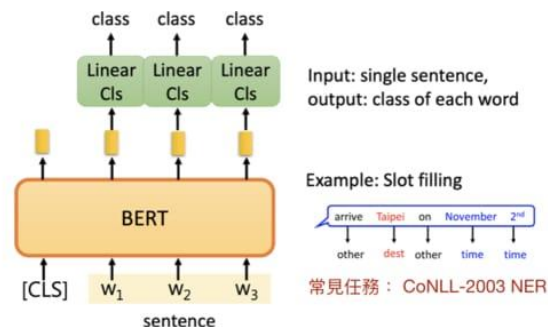 class class class
Linear Cls Linear Cls Linear Cls
Input: single sentence,
output: class of each word
BERT
Example: Slot filling
arrive Taipei on November 2nd
other dest other time time
[CLS] w1 w2 w3
常見任務： CoNLL-2003 NER
sentence